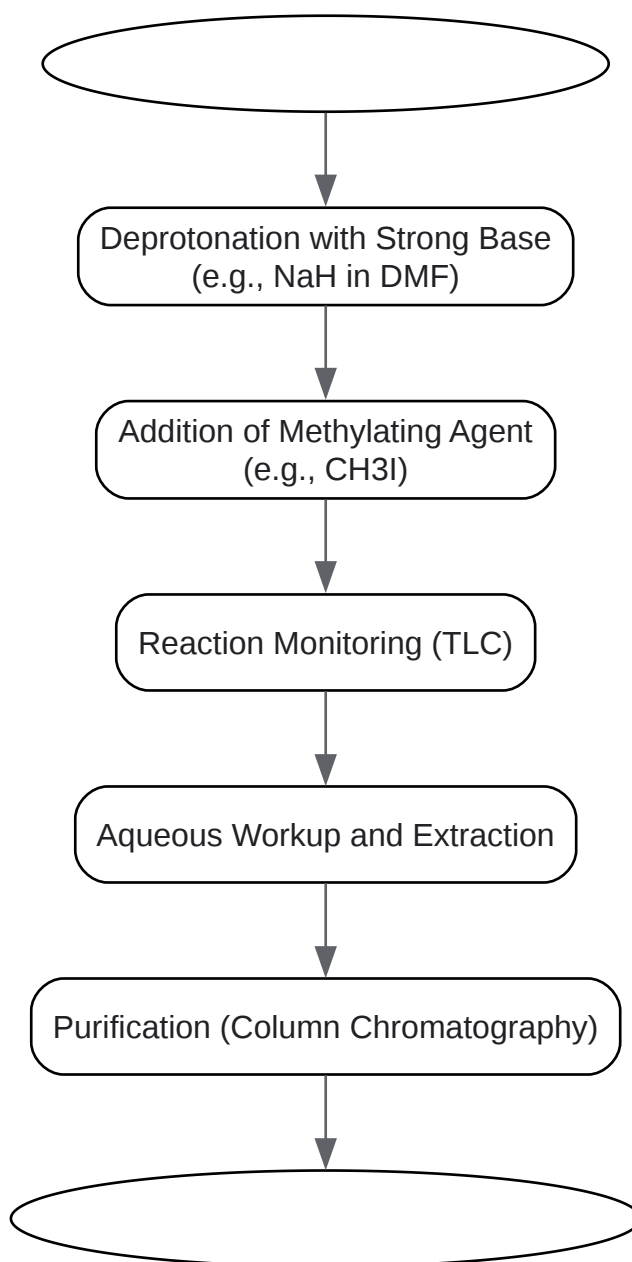 Deprotonation with Strong Base
(e.g., NaH in DMF)
Addition of Methylating Agent
(e.g., CH3I)
Reaction Monitoring (TLC)
Aqueous Workup and Extraction
Purification (Column Chromatography)